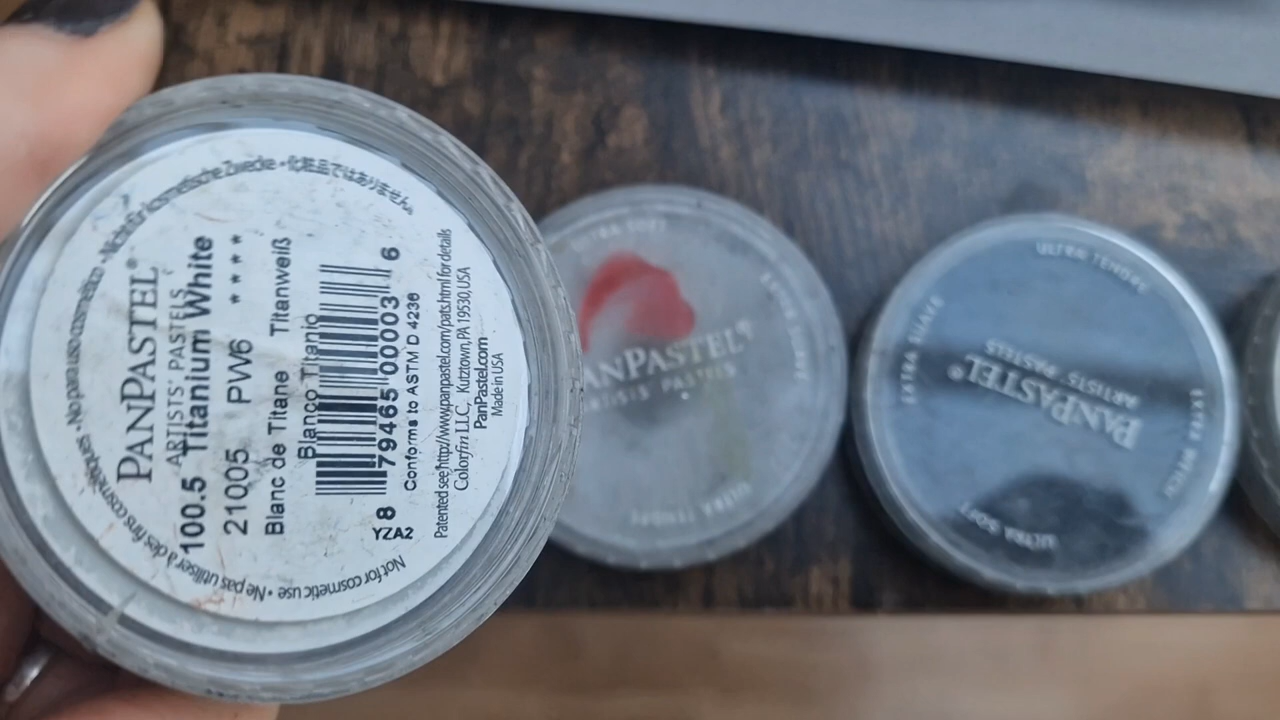 PANPASTEL®
ARTISTS' PASTELS
100.5 Titanium White
21005 PW6 ****
Blanc de Titane Titanweiß
Blanco Titanio
8 79465 00003 6
YZA2 Conforms to ASTM D 4236
Patented see http://www.panpastel.com/pats.html for details
Colorfin LLC, Kutztown, PA 19530, USA
PanPastel.com
Made in USA
Not for cosmetic use • Ne pas utiliser à des fins cosmétiques • No para uso cosmetico • Nicht für kosmetische Zwecke • 化粧品ではありません。
ULTRA SOFT
PANPASTEL®
ARTISTS' PASTELS
ULTRA TENDRE
ULTRA TENDRE
EXTRA SUAVE
PANPASTEL®
ARTISTS' PASTELS
ULTRA SOFT